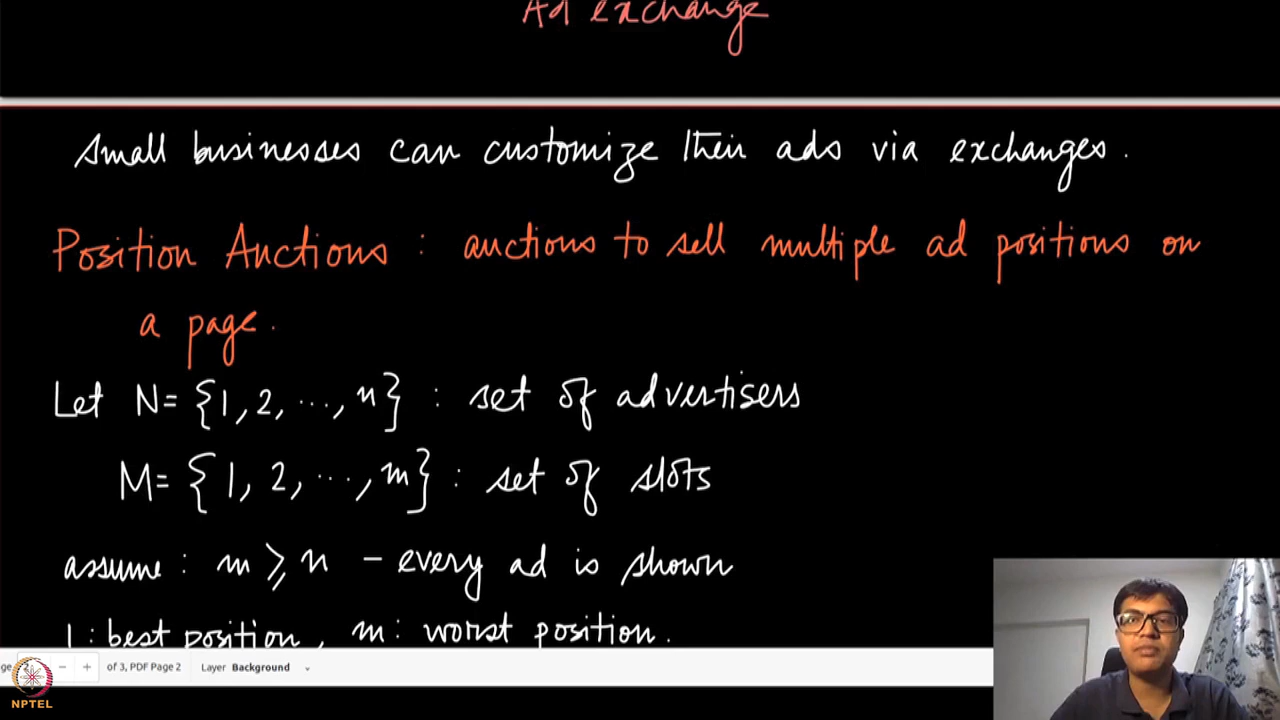 Ad exchange
Small businesses can customize their ads via exchanges.
Position Auctions : auctions to sell multiple ad positions on
a page.
Let N = {1, 2, ..., n} : set of advertisers
M = {1, 2, ..., m} : set of slots
assume : m ⩾ n – every ad is shown
1 : best position, m : worst position.
of 3, PDF Page 2 Layer Background
NPTEL